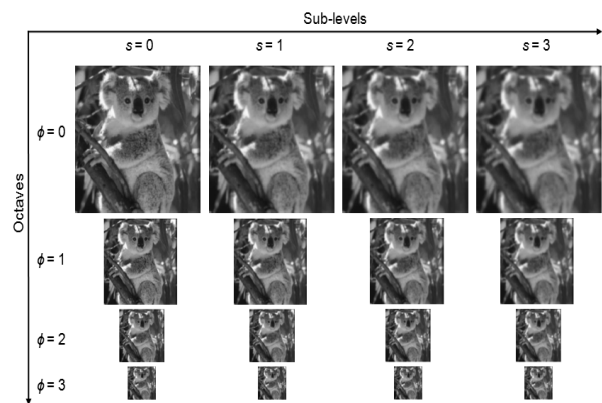 Sub-levels
s = 0
s = 1
s = 2
s = 3
Octaves
ϕ = 0
ϕ = 1
ϕ = 2
ϕ = 3